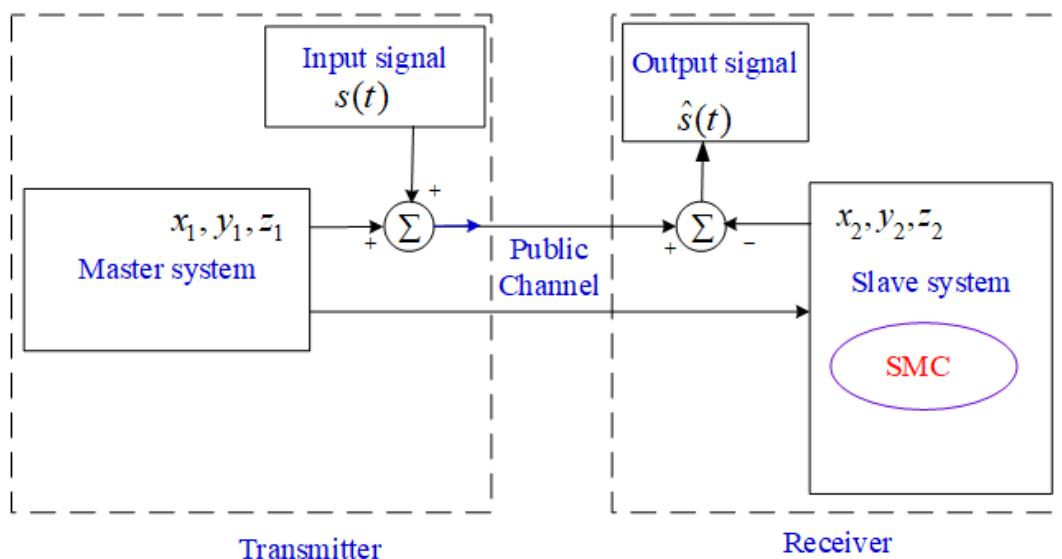 Input signal
s(t)
Output signal
ŝ(t)
+
x₁, y₁, z₁
Σ
+
Master system
Public
Channel
Σ
+
−
x₂, y₂, z₂
Slave system
SMC
Transmitter
Receiver